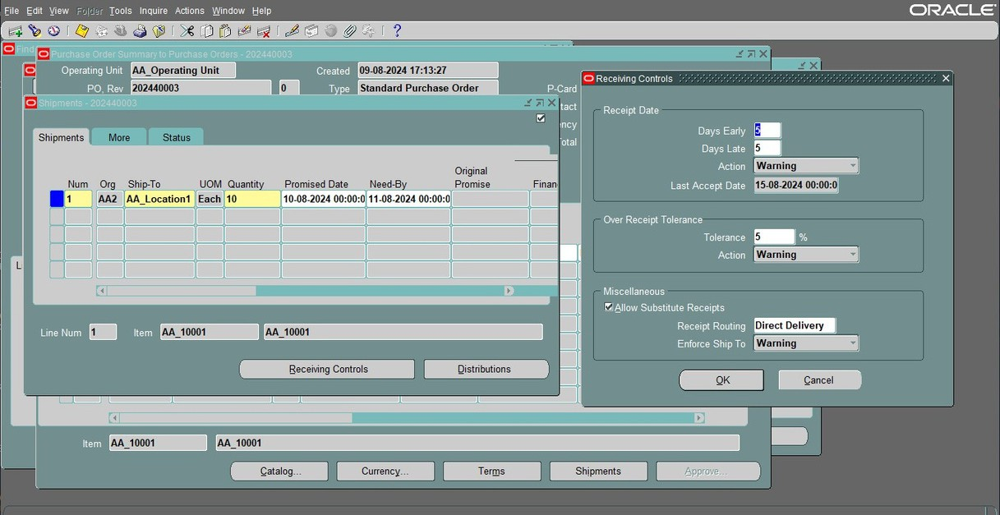 File Edit View Folder Tools Inquire Actions Window Help
ORACLE
Find
Purchase Order Summary to Purchase Orders - 202440003
Operating Unit AA_Operating Unit Created 09-08-2024 17:13:27
PO, Rev 202440003 0 Type Standard Purchase Order P-Card
tact
ency
Total
Shipments - 202440003
Shipments More Status
Original
Num Org Ship-To UOM Quantity Promised Date Need-By Promise Finan
1 AA2 AA_Location1 Each 10 10-08-2024 00:00:0 11-08-2024 00:00:0
L
Line Num 1 Item AA_10001 AA_10001
Receiving Controls Distributions
Item AA_10001 AA_10001
Catalog... Currency... Terms Shipments Approve...
Receiving Controls
Receipt Date
Days Early 5
Days Late 5
Action Warning
Last Accept Date 15-08-2024 00:00:0
Over Receipt Tolerance
Tolerance 5 %
Action Warning
Miscellaneous
Allow Substitute Receipts
Receipt Routing Direct Delivery
Enforce Ship To Warning
OK Cancel